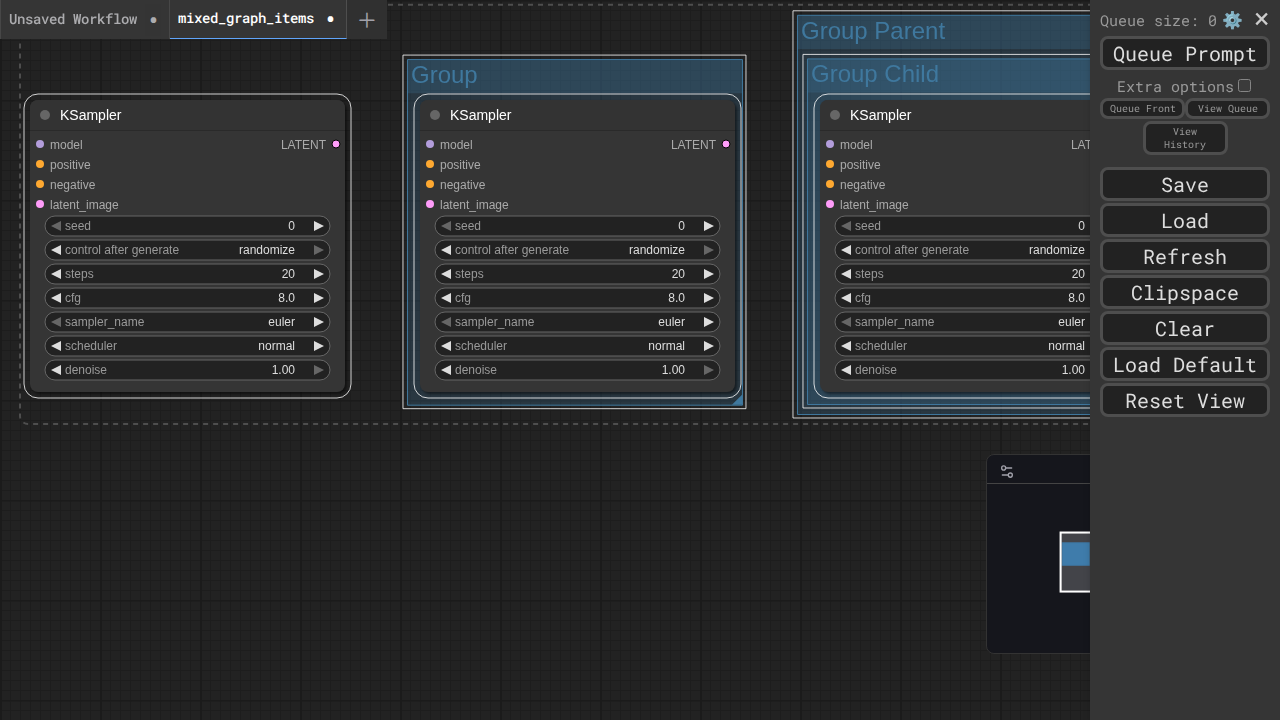 Unsaved Workflow
mixed_graph_items
Queue size: 0
Queue Prompt
Extra options
Queue Front
View Queue
View History
Save
Load
Refresh
Clipspace
Clear
Load Default
Reset View
KSampler
model
LATENT
positive
negative
latent_image
seed 0
control after generate randomize
steps 20
cfg 8.0
sampler_name euler
scheduler normal
denoise 1.00
Group
KSampler
model
LATENT
positive
negative
latent_image
seed 0
control after generate randomize
steps 20
cfg 8.0
sampler_name euler
scheduler normal
denoise 1.00
Group Parent
Group Child
KSampler
model
LAT
positive
negative
latent_image
seed 0
control after generate randomize
steps 20
cfg 8.0
sampler_name euler
scheduler normal
denoise 1.00